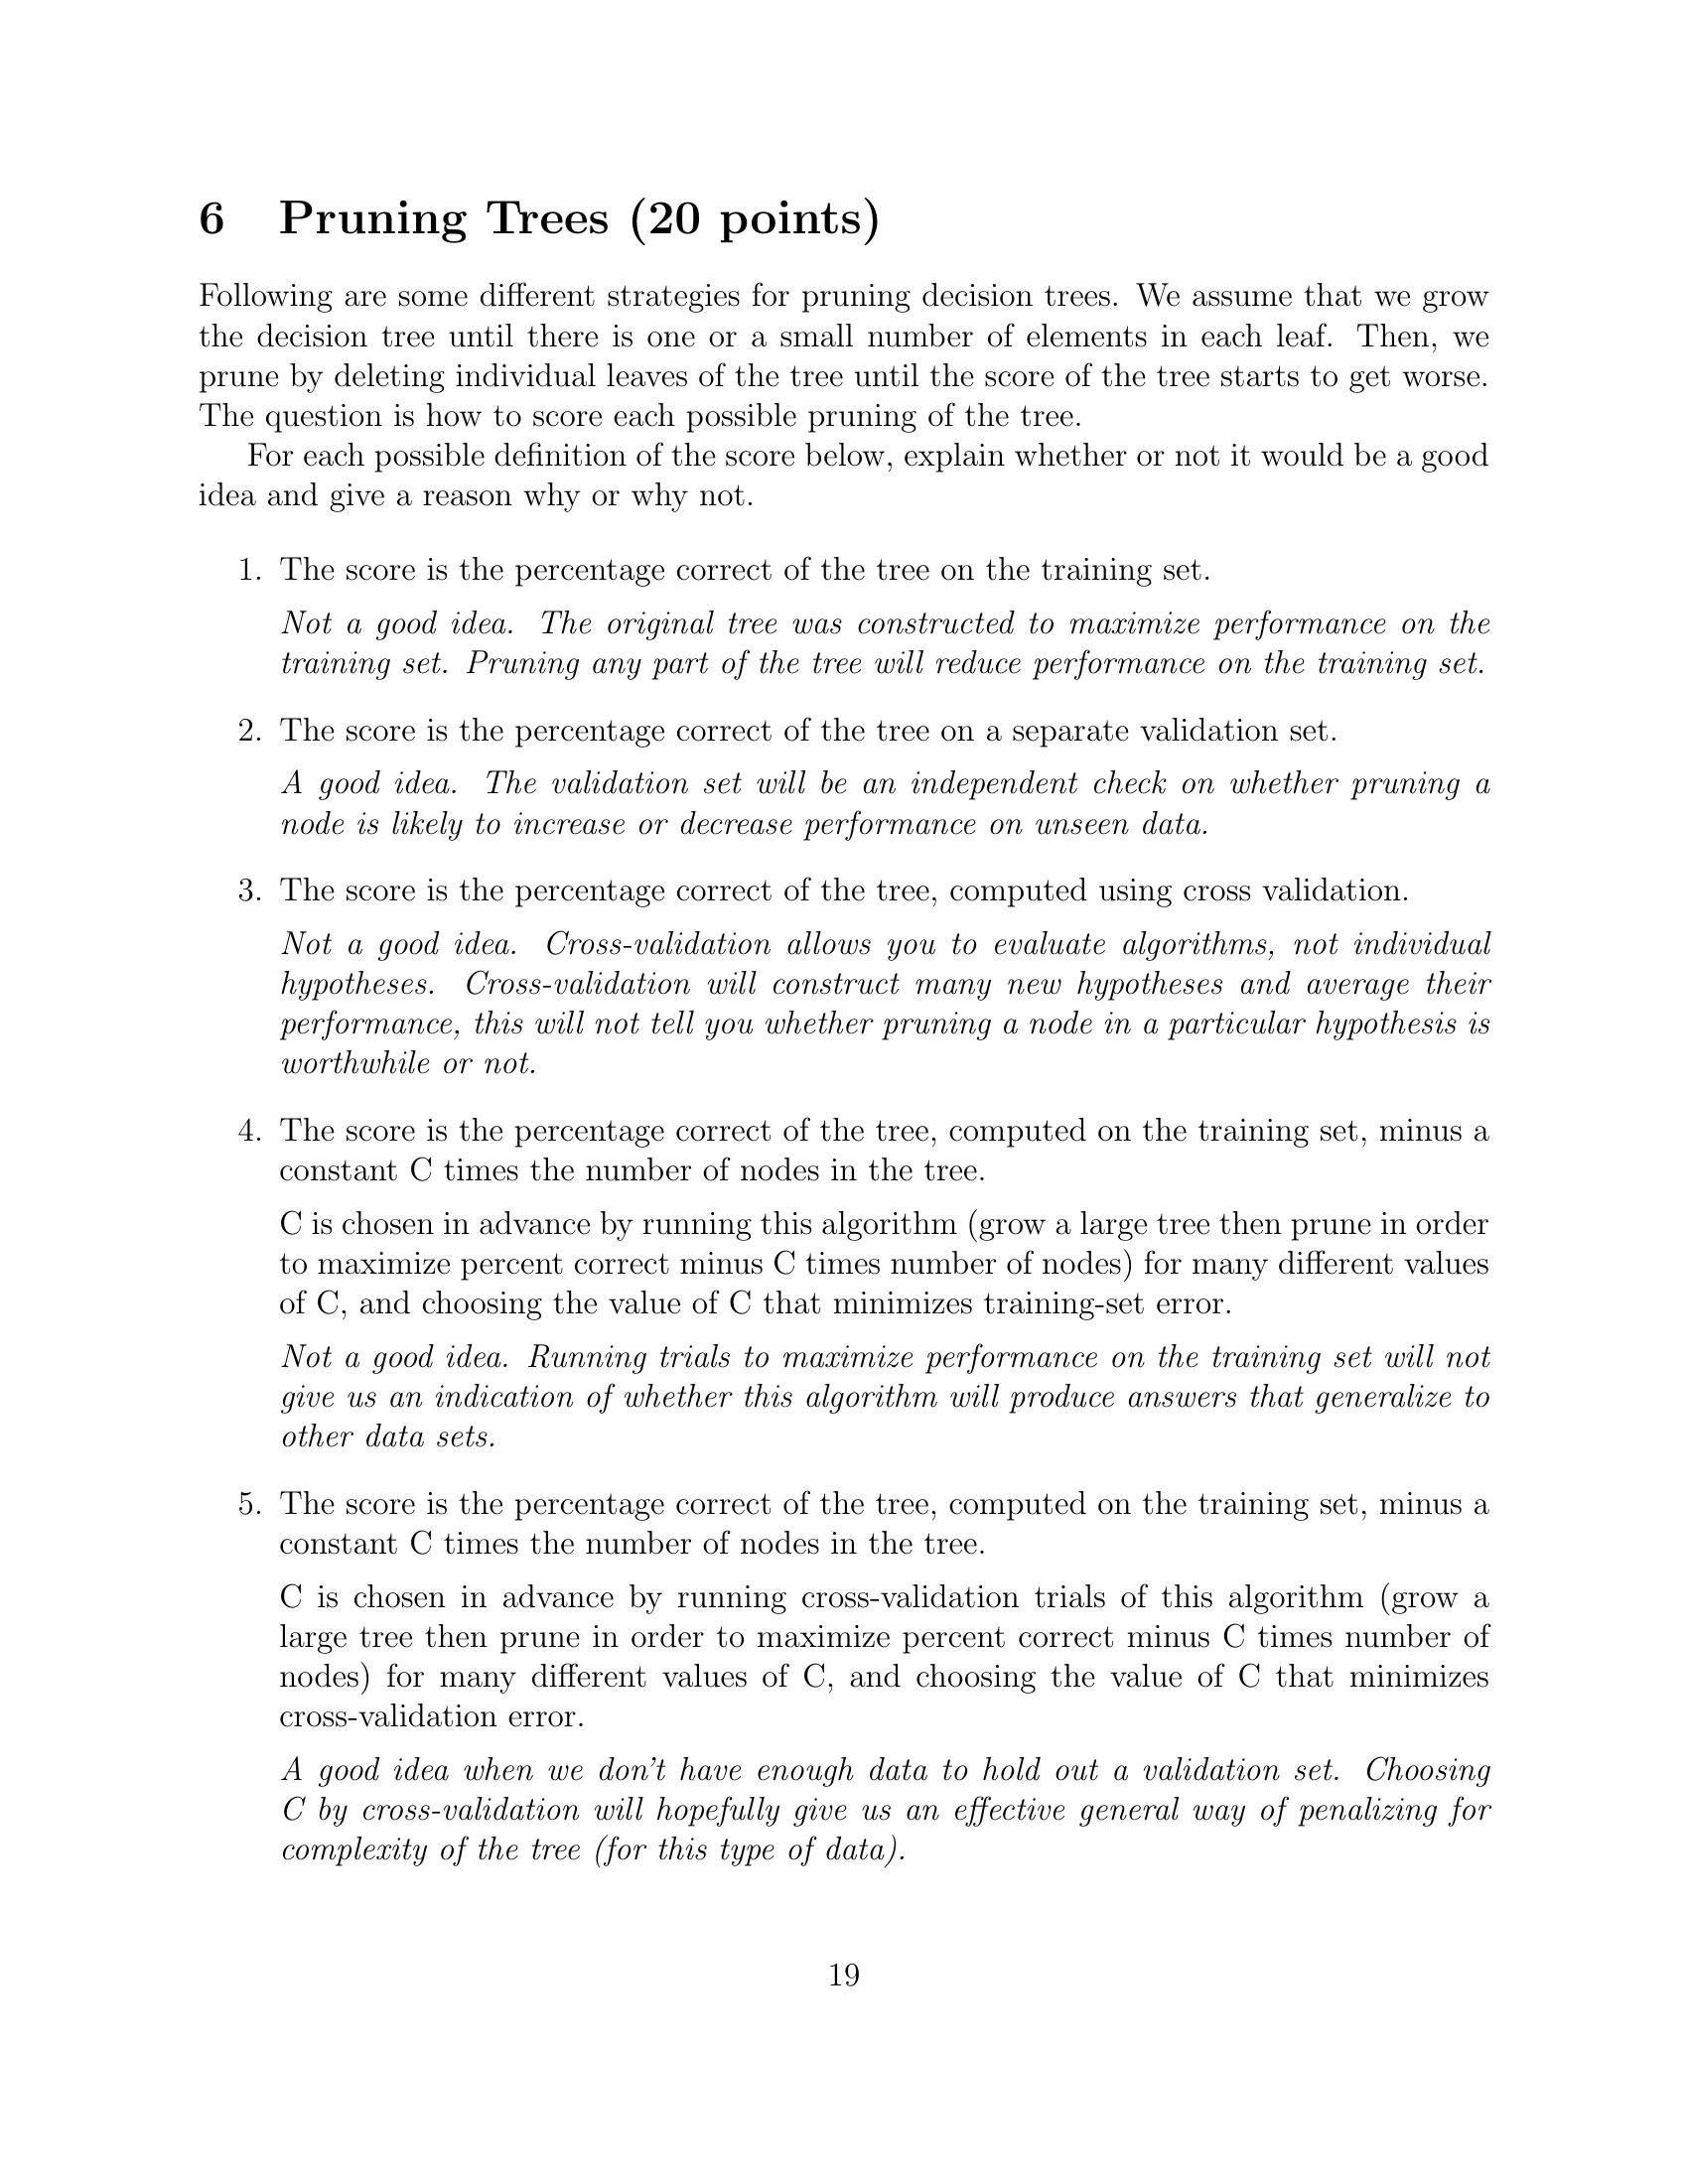 6 Pruning Trees (20 points)
Following are some different strategies for pruning decision trees. We assume that we grow
the decision tree until there is one or a small number of elements in each leaf. Then, we
prune by deleting individual leaves of the tree until the score of the tree starts to get worse.
The question is how to score each possible pruning of the tree.
For each possible definition of the score below, explain whether or not it would be a good
idea and give a reason why or why not.
1. The score is the percentage correct of the tree on the training set.
Not a good idea. The original tree was constructed to maximize performance on the
training set. Pruning any part of the tree will reduce performance on the training set.
2. The score is the percentage correct of the tree on a separate validation set.
A good idea. The validation set will be an independent check on whether pruning a
node is likely to increase or decrease performance on unseen data.
3. The score is the percentage correct of the tree, computed using cross validation.
Not a good idea. Cross-validation allows you to evaluate algorithms, not individual
hypotheses. Cross-validation will construct many new hypotheses and average their
performance, this will not tell you whether pruning a node in a particular hypothesis is
worthwhile or not.
4. The score is the percentage correct of the tree, computed on the training set, minus a
constant C times the number of nodes in the tree.
C is chosen in advance by running this algorithm (grow a large tree then prune in order
to maximize percent correct minus C times number of nodes) for many different values
of C, and choosing the value of C that minimizes training-set error.
Not a good idea. Running trials to maximize performance on the training set will not
give us an indication of whether this algorithm will produce answers that generalize to
other data sets.
5. The score is the percentage correct of the tree, computed on the training set, minus a
constant C times the number of nodes in the tree.
C is chosen in advance by running cross-validation trials of this algorithm (grow a
large tree then prune in order to maximize percent correct minus C times number of
nodes) for many different values of C, and choosing the value of C that minimizes
cross-validation error.
A good idea when we don't have enough data to hold out a validation set. Choosing
C by cross-validation will hopefully give us an effective general way of penalizing for
complexity of the tree (for this type of data).
19